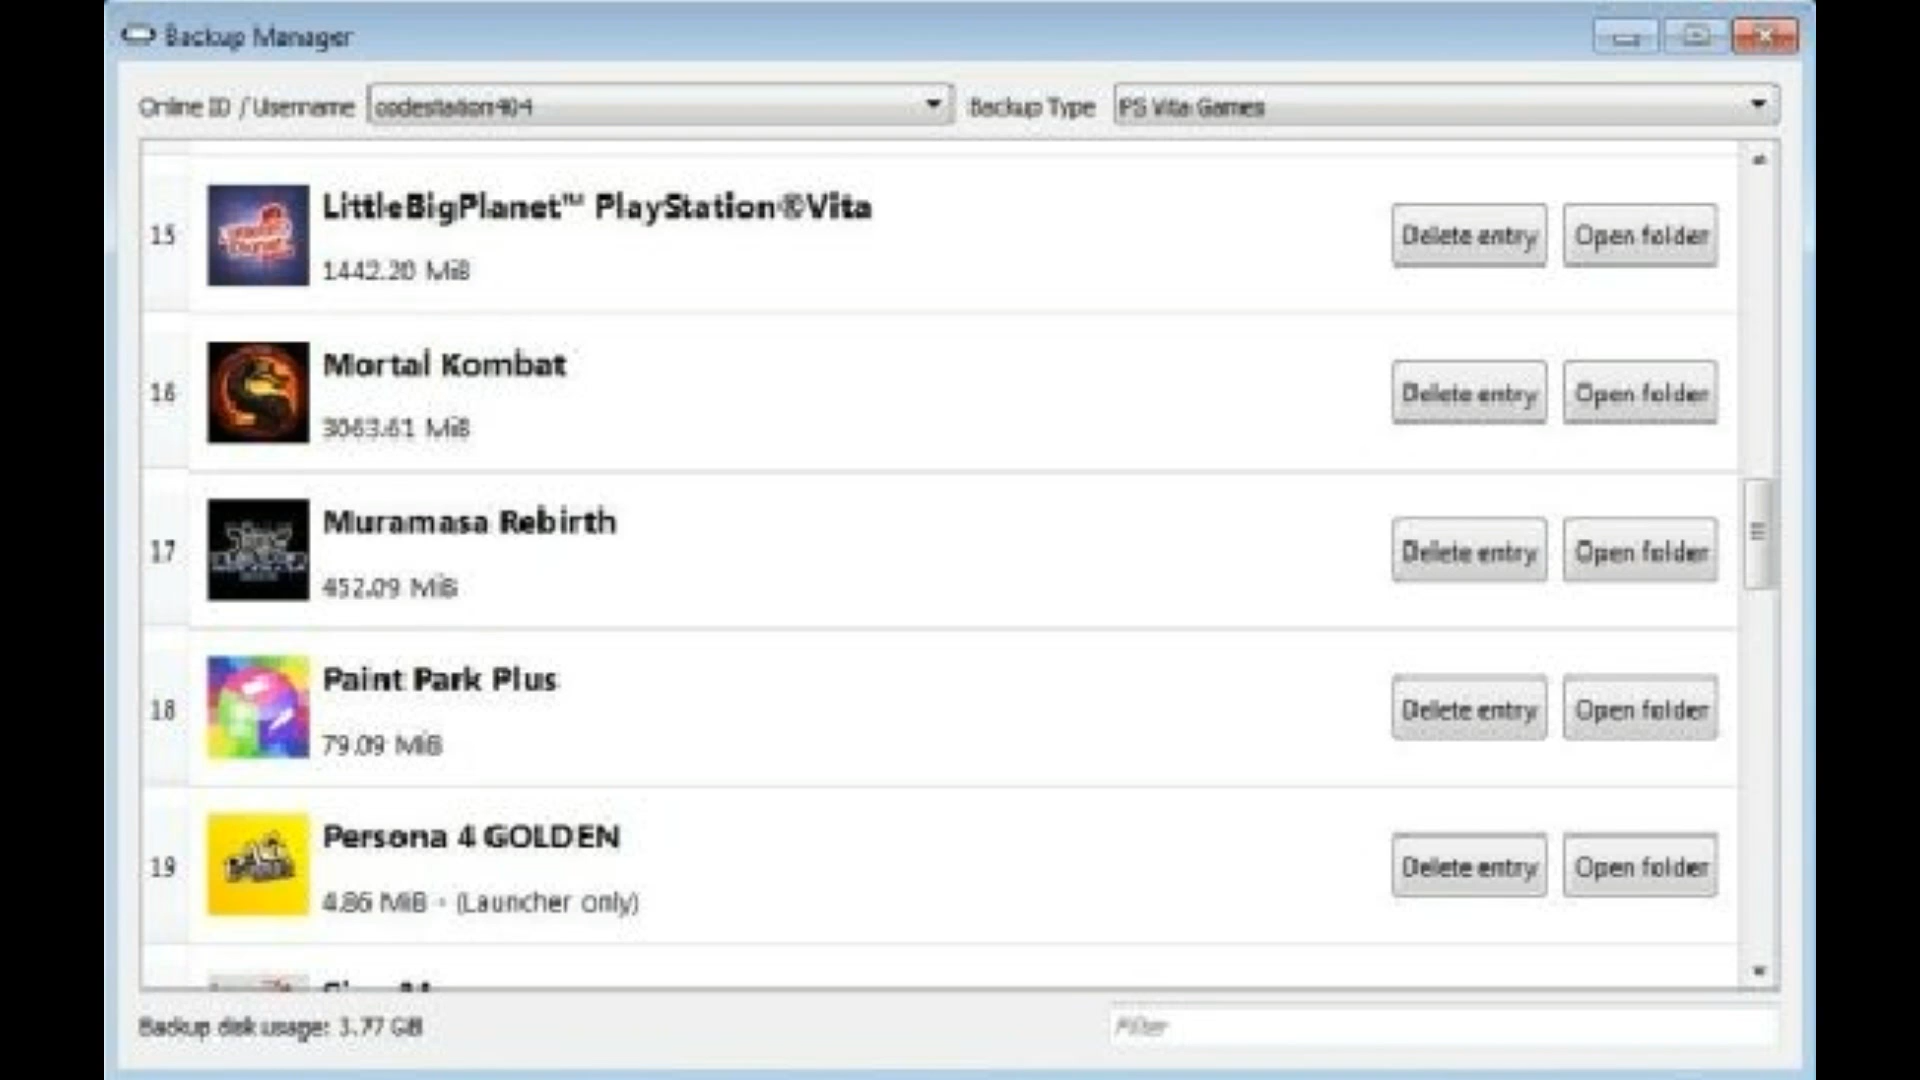 Backup Manager
Online ID / Username codestation404 Backup Type PS Vita Games
15 LittleBigPlanet™ PlayStation®Vita
1442.20 MiB
Delete entry Open folder
16 Mortal Kombat
3063.61 MiB
Delete entry Open folder
17 Muramasa Rebirth
452.09 MiB
Delete entry Open folder
18 Paint Park Plus
79.09 MiB
Delete entry Open folder
19 Persona 4 GOLDEN
4.86 MiB - (Launcher only)
Delete entry Open folder
Backup disk usage: GiB
Filter